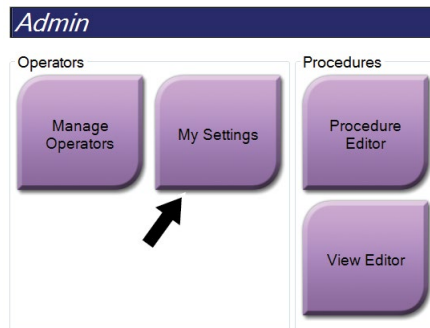 Admin
Operators
Procedures
Manage
Operators
My Settings
Procedure
Editor
View Editor